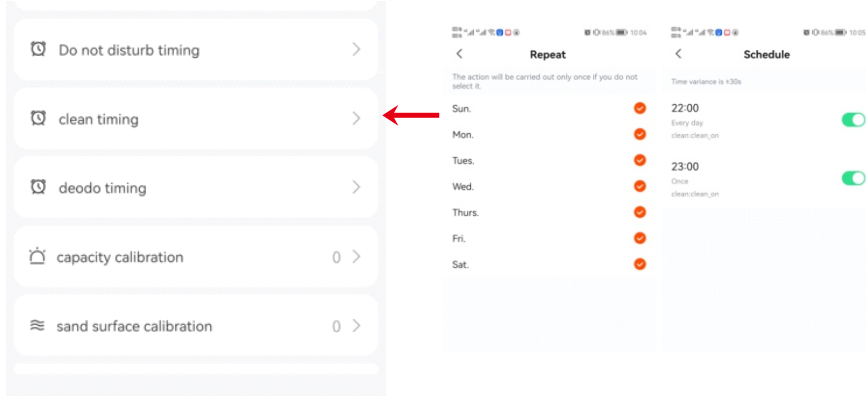 Do not disturb timing
clean timing
deodo timing
capacity calibration 0
sand surface calibration 0
86% 10:04
Repeat
The action will be carried out only once if you do not
select it.
Sun.
Mon.
Tues.
Wed.
Thurs.
Fri.
Sat.
86% 10:05
Schedule
Time variance is ±30s
22:00
Every day
clean:clean_on
23:00
Once
clean:clean_on